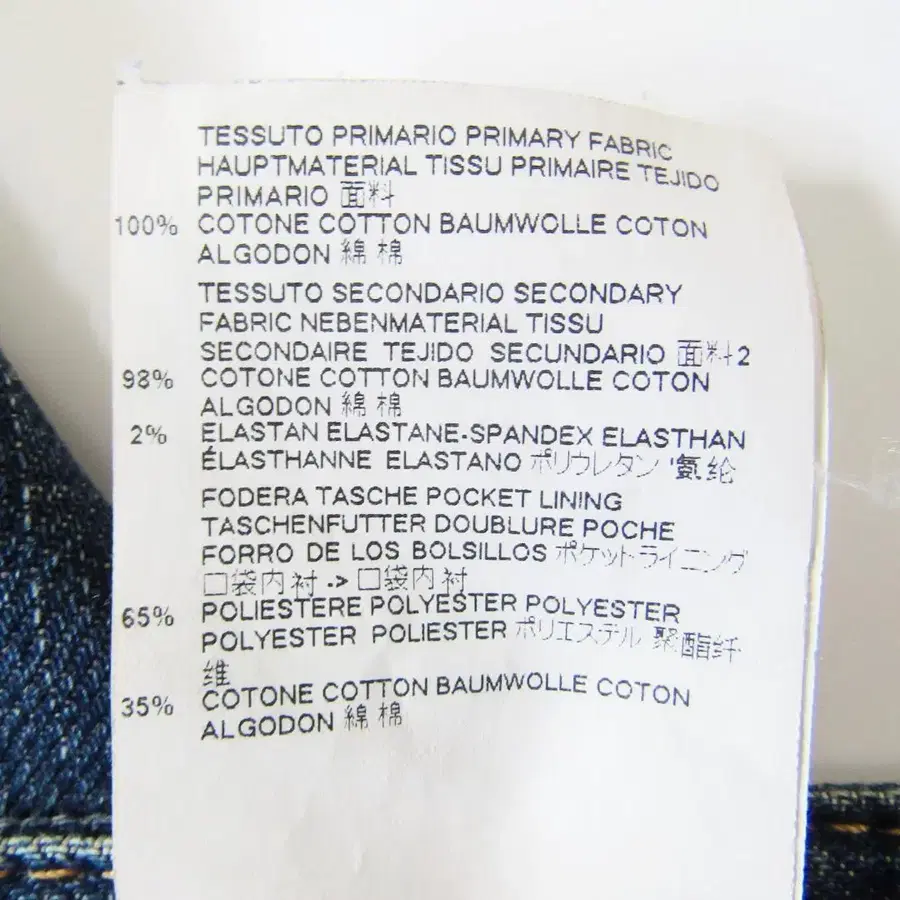 TESSUTO PRIMARIO PRIMARY FABRIC
HAUPTMATERIAL TISSU PRIMAIRE TEJIDO
PRIMARIO 面料
100% COTONE COTTON BAUMWOLLE COTON
ALGODON 綿 棉
TESSUTO SECONDARIO SECONDARY
FABRIC NEBENMATERIAL TISSU
SECONDAIRE TEJIDO SECUNDARIO 面料2
98% COTONE COTTON BAUMWOLLE COTON
ALGODON 綿 棉
2% ELASTAN ELASTANE-SPANDEX ELASTHAN
ÉLASTHANNE ELASTANO ポリウレタン '氨纶
FODERA TASCHE POCKET LINING
TASCHENFUTTER DOUBLURE POCHE
FORRO DE LOS BOLSILLOS ポケットライニング
口袋内衬 -> 口袋内衬
65% POLIESTERE POLYESTER POLYESTER
POLYESTER POLIESTER ポリエステル 聚酯纤
维
35% COTONE COTTON BAUMWOLLE COTON
ALGODON 綿 棉